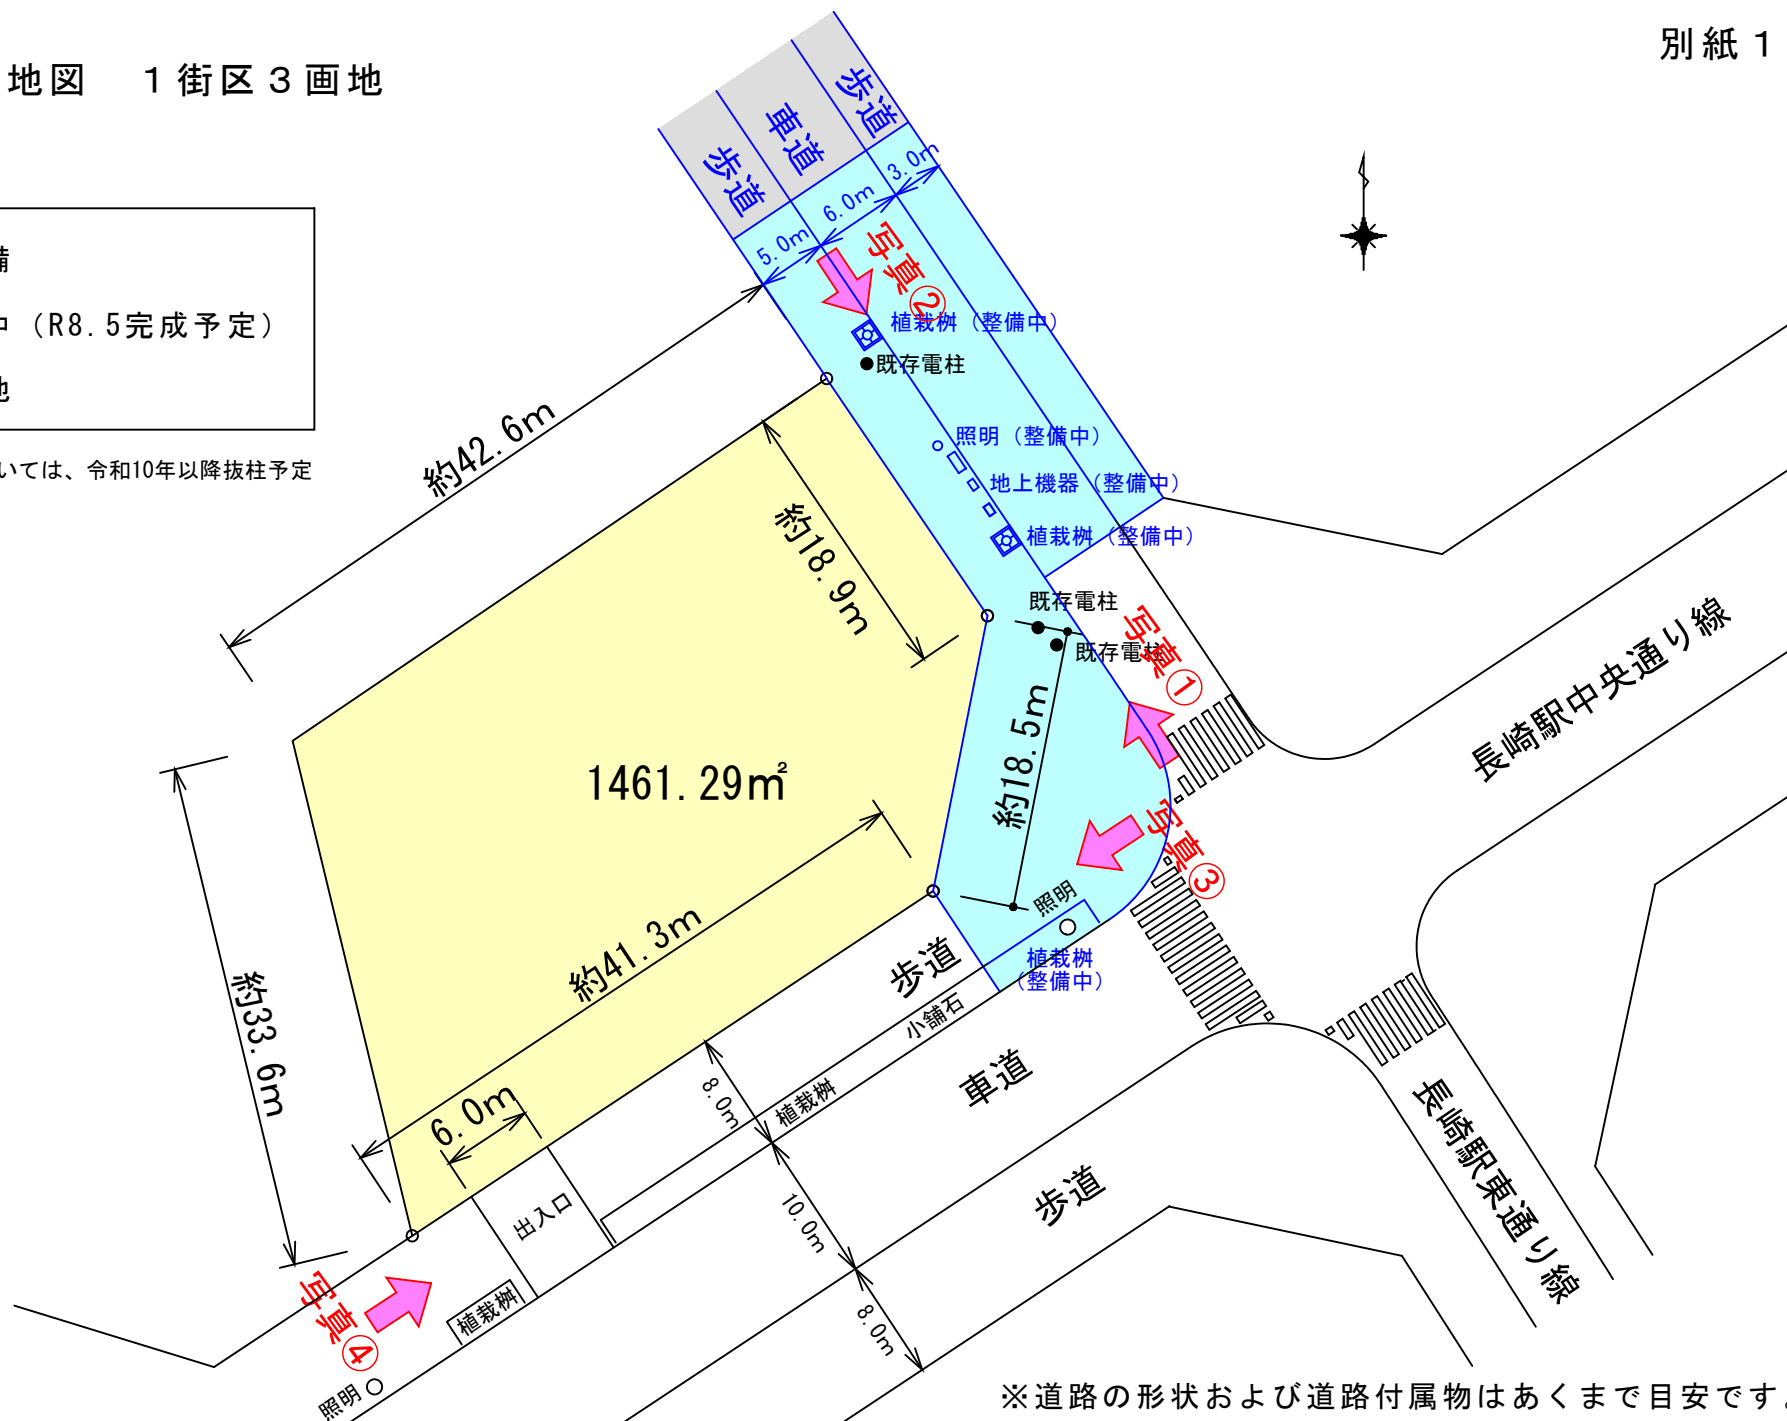 別紙１
地図　１街区３画地
備
中（R8.5完成予定）
地
いては、令和10年以降抜柱予定
歩道
車道
歩道
3.0m
6.0m
5.0m
写真②
植栽桝（整備中）
既存電柱
照明（整備中）
地上機器（整備中）
植栽桝（整備中）
約42.6m
約18.9m
既存電柱
既存電柱
写真①
約18.5m
1461.29㎡
長崎駅中央通り線
写真③
照明
植栽桝
（整備中）
約41.3m
歩道
小舗石
約33.6m
6.0m
8.0m
植栽桝
車道
長崎駅東通り線
出入口
10.0m
歩道
写真④
植栽桝
8.0m
照明
※道路の形状および道路付属物はあくまで目安です